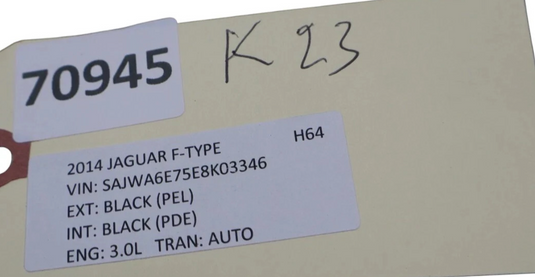 70945
K 23
2014 JAGUAR F-TYPE H64
VIN: SAJWA6E75E8K03346
EXT: BLACK (PEL)
INT: BLACK (PDE)
ENG: 3.0L TRAN: AUTO